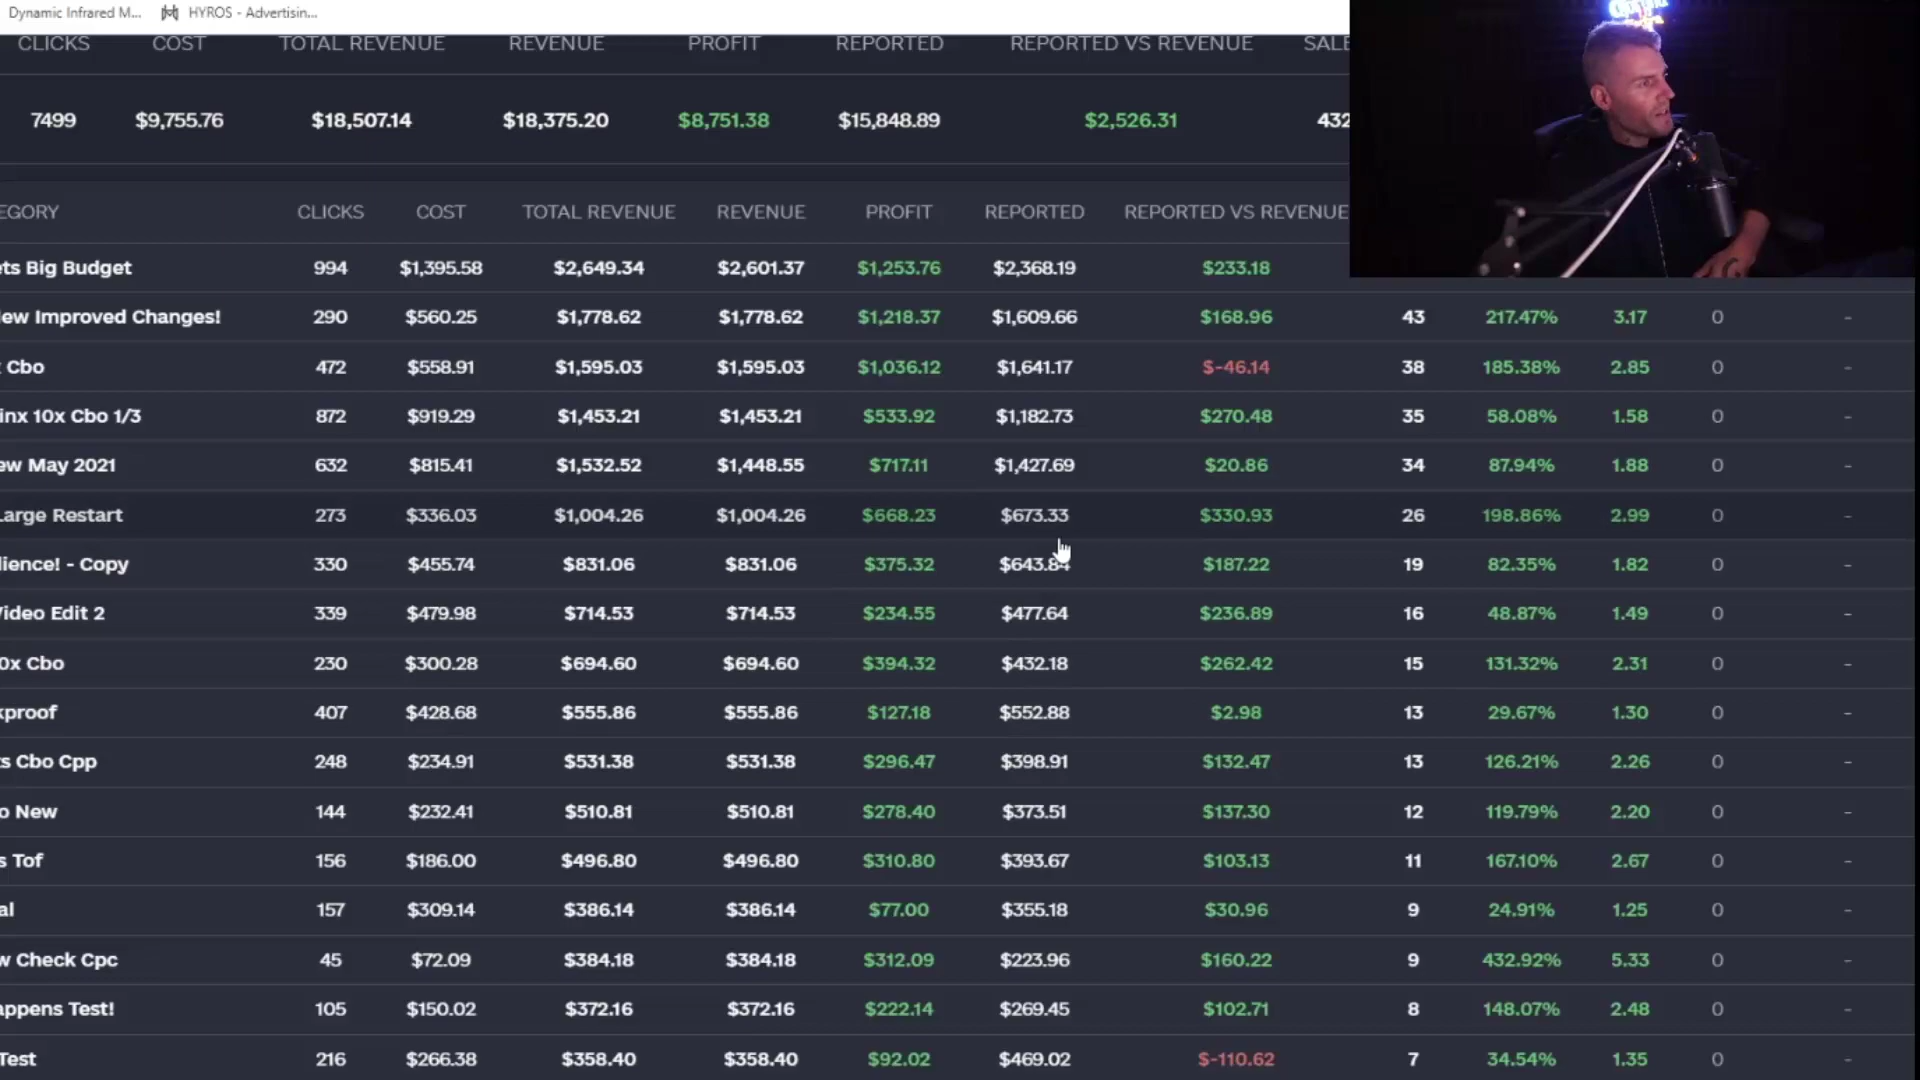 Dynamic Infrared M... HYROS - Advertisin...
CLICKS COST TOTAL REVENUE REVENUE PROFIT REPORTED REPORTED VS REVENUE SALE
7499 $9,755.76 $18,507.14 $18,375.20 $8,751.38 $15,848.89 $2,526.31 432
EGORY CLICKS COST TOTAL REVENUE REVENUE PROFIT REPORTED REPORTED VS REVENUE
ets Big Budget 994 $1,395.58 $2,649.34 $2,601.37 $1,253.76 $2,368.19 $233.18
lew Improved Changes! 290 $560.25 $1,778.62 $1,778.62 $1,218.37 $1,609.66 $168.96 43 217.47% 3.17 0 -
Cbo 472 $558.91 $1,595.03 $1,595.03 $1,036.12 $1,641.17 $-46.14 38 185.38% 2.85 0 -
inx 10x Cbo 1/3 872 $919.29 $1,453.21 $1,453.21 $533.92 $1,182.73 $270.48 35 58.08% 1.58 0 -
ew May 2021 632 $815.41 $1,532.52 $1,448.55 $717.11 $1,427.69 $20.86 34 87.94% 1.88 0 -
Large Restart 273 $336.03 $1,004.26 $1,004.26 $668.23 $673.33 $330.93 26 198.86% 2.99 0 -
lience! - Copy 330 $455.74 $831.06 $831.06 $375.32 $643.84 $187.22 19 82.35% 1.82 0 -
Video Edit 2 339 $479.98 $714.53 $714.53 $234.55 $477.64 $236.89 16 48.87% 1.49 0 -
0x Cbo 230 $300.28 $694.60 $694.60 $394.32 $432.18 $262.42 15 131.32% 2.31 0 -
kproof 407 $428.68 $555.86 $555.86 $127.18 $552.88 $2.98 13 29.67% 1.30 0 -
s Cbo Cpp 248 $234.91 $531.38 $531.38 $296.47 $398.91 $132.47 13 126.21% 2.26 0 -
o New 144 $232.41 $510.81 $510.81 $278.40 $373.51 $137.30 12 119.79% 2.20 0 -
s Tof 156 $186.00 $496.80 $496.80 $310.80 $393.67 $103.13 11 167.10% 2.67 0 -
al 157 $309.14 $386.14 $386.14 $77.00 $355.18 $30.96 9 24.91% 1.25 0 -
w Check Cpc 45 $72.09 $384.18 $384.18 $312.09 $223.96 $160.22 9 432.92% 5.33 0 -
appens Test! 105 $150.02 $372.16 $372.16 $222.14 $269.45 $102.71 8 148.07% 2.48 0 -
Test 216 $266.38 $358.40 $358.40 $92.02 $469.02 $-110.62 7 34.54% 1.35 0 -